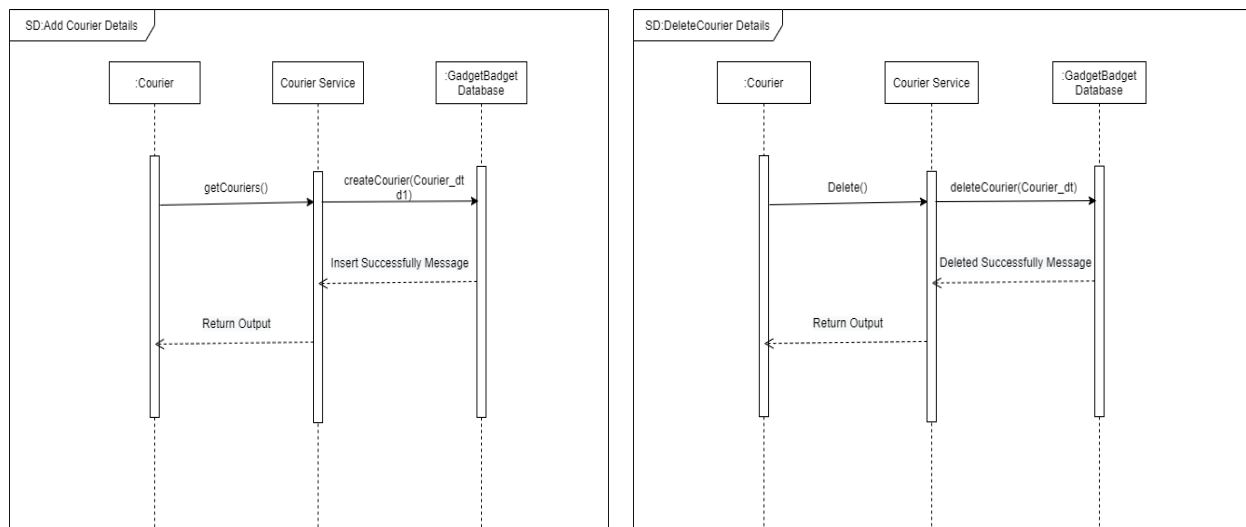 SD:Add Courier Details
:Courier
Courier Service
:GadgetBadget
Database
getCouriers()
createCourier(Courier_dt
d1)
Insert Successfully Message
Return Output
SD:DeleteCourier Details
:Courier
Courier Service
:GadgetBadget
Database
Delete()
deleteCourier(Courier_dt)
Deleted Successfully Message
Return Output